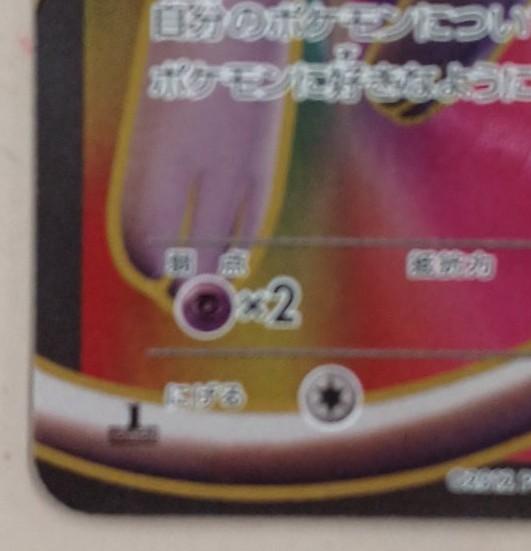 自分のポケモンについ
ポケモンに好きなように
弱点 抵抗力
×2
にげる
1